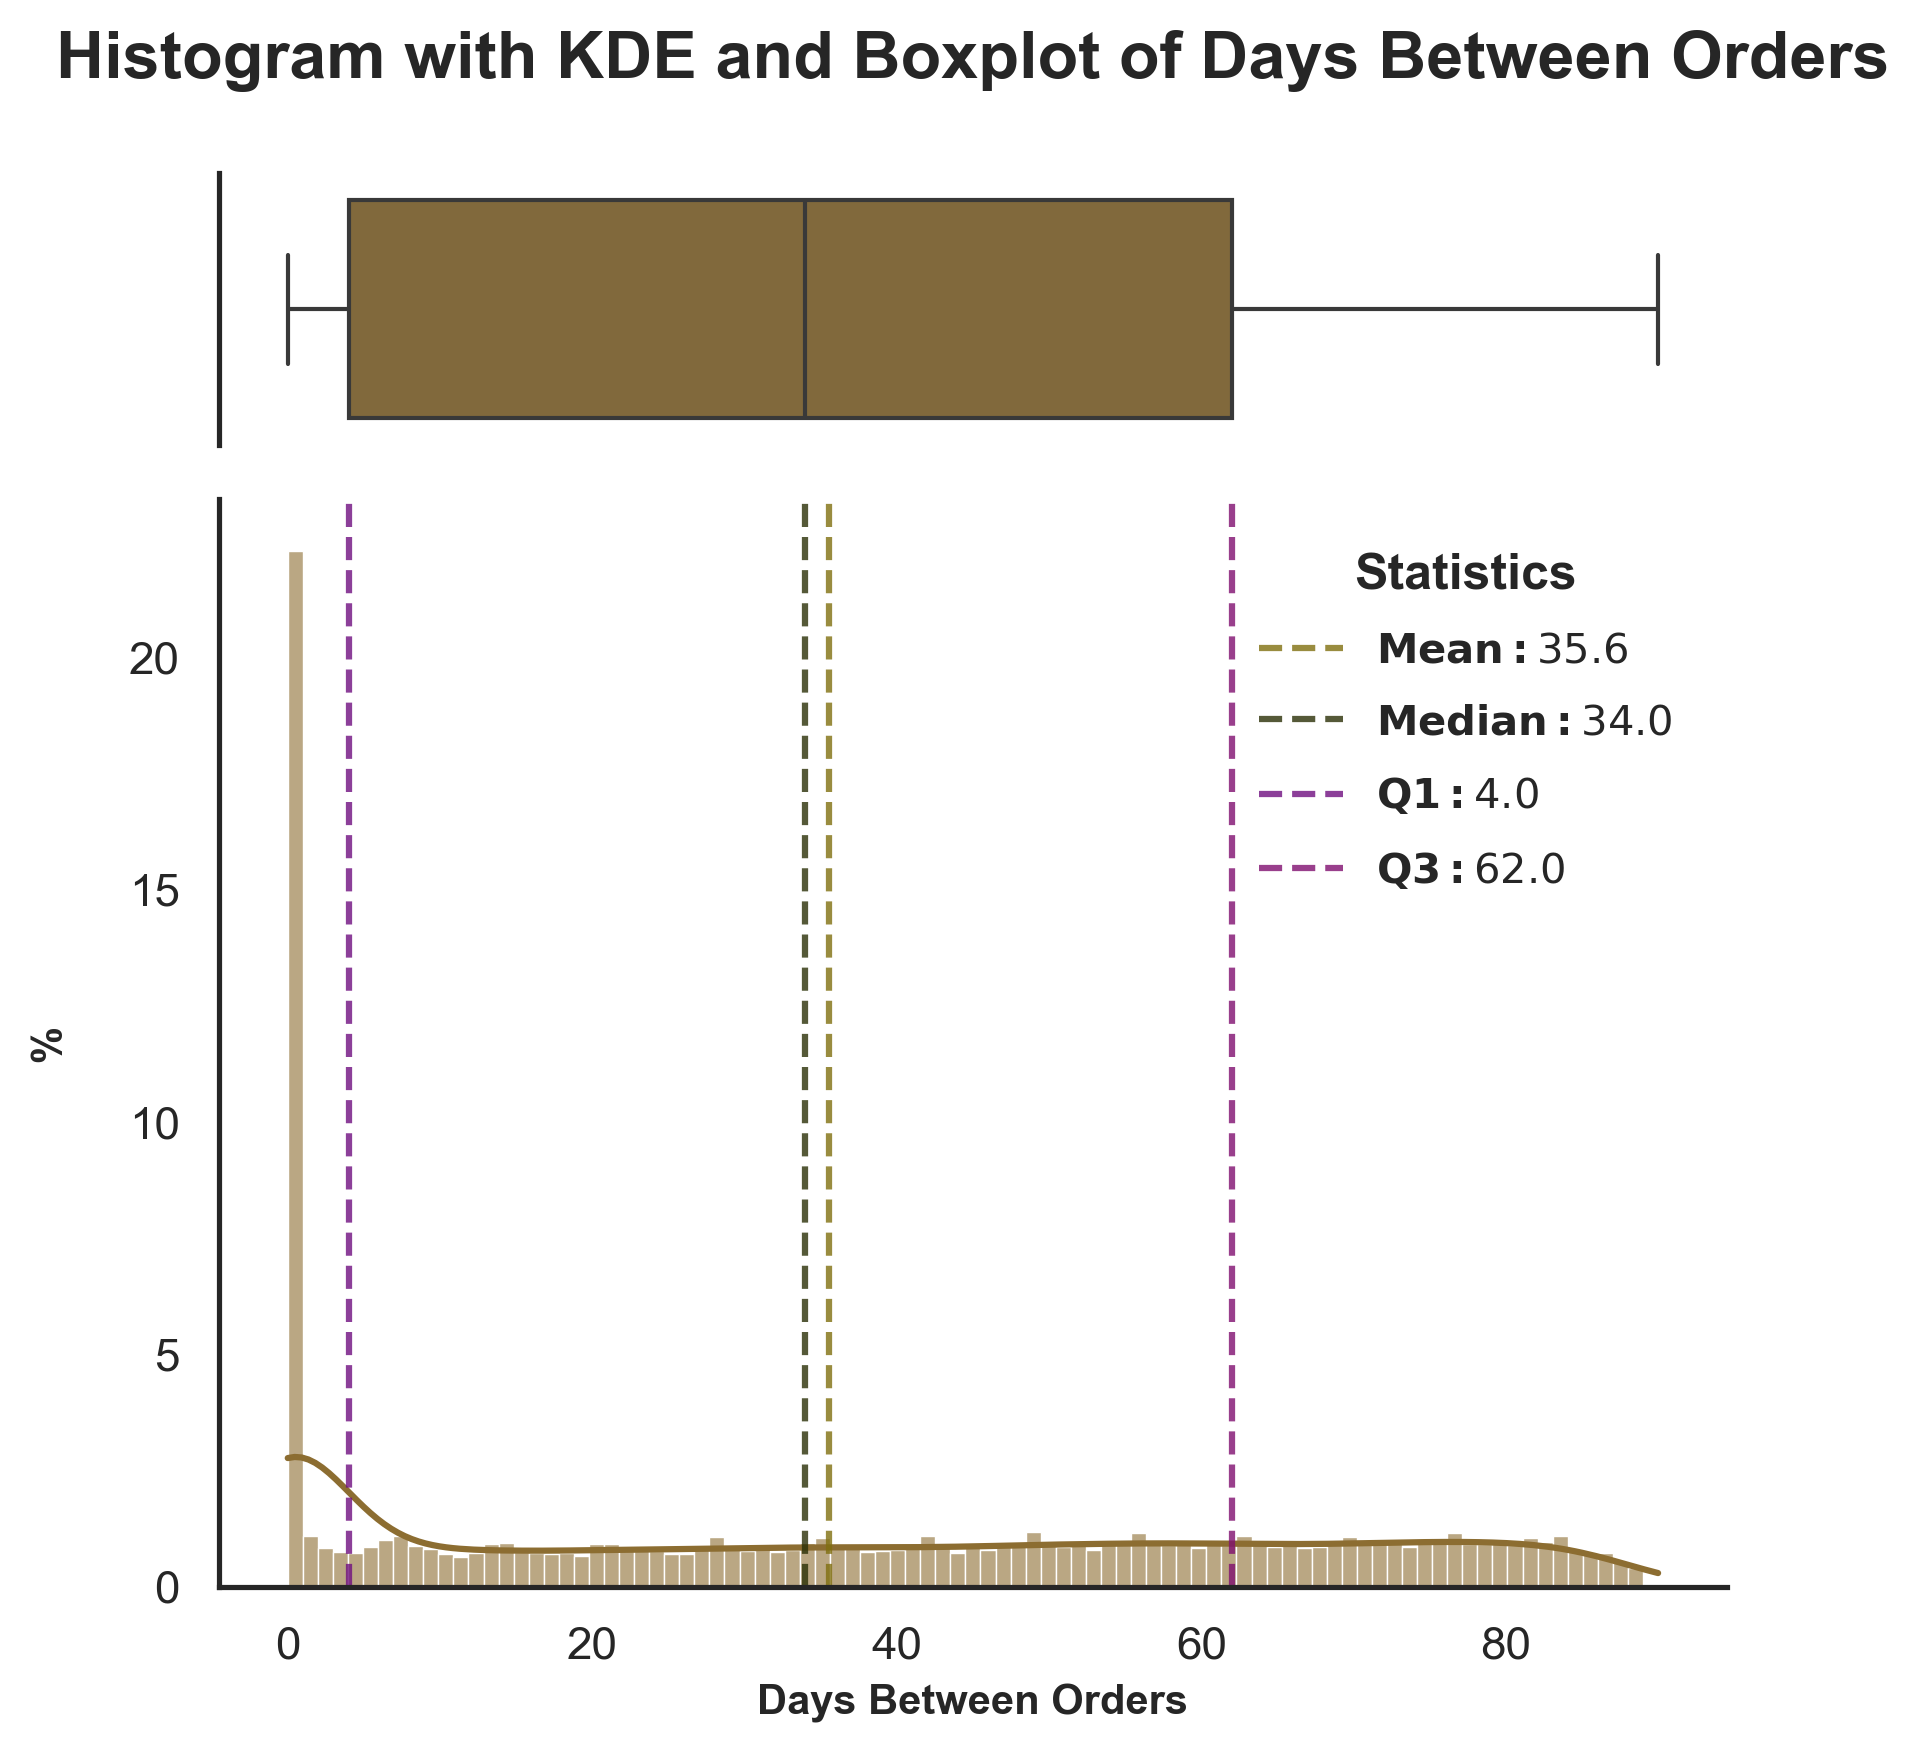 Histogram with KDE and Boxplot of Days Between Orders
Statistics
Mean: 35.6
Median: 34.0
Q1: 4.0
Q3: 62.0
20
15
10
5
0
%
0 20 40 60 80
Days Between Orders